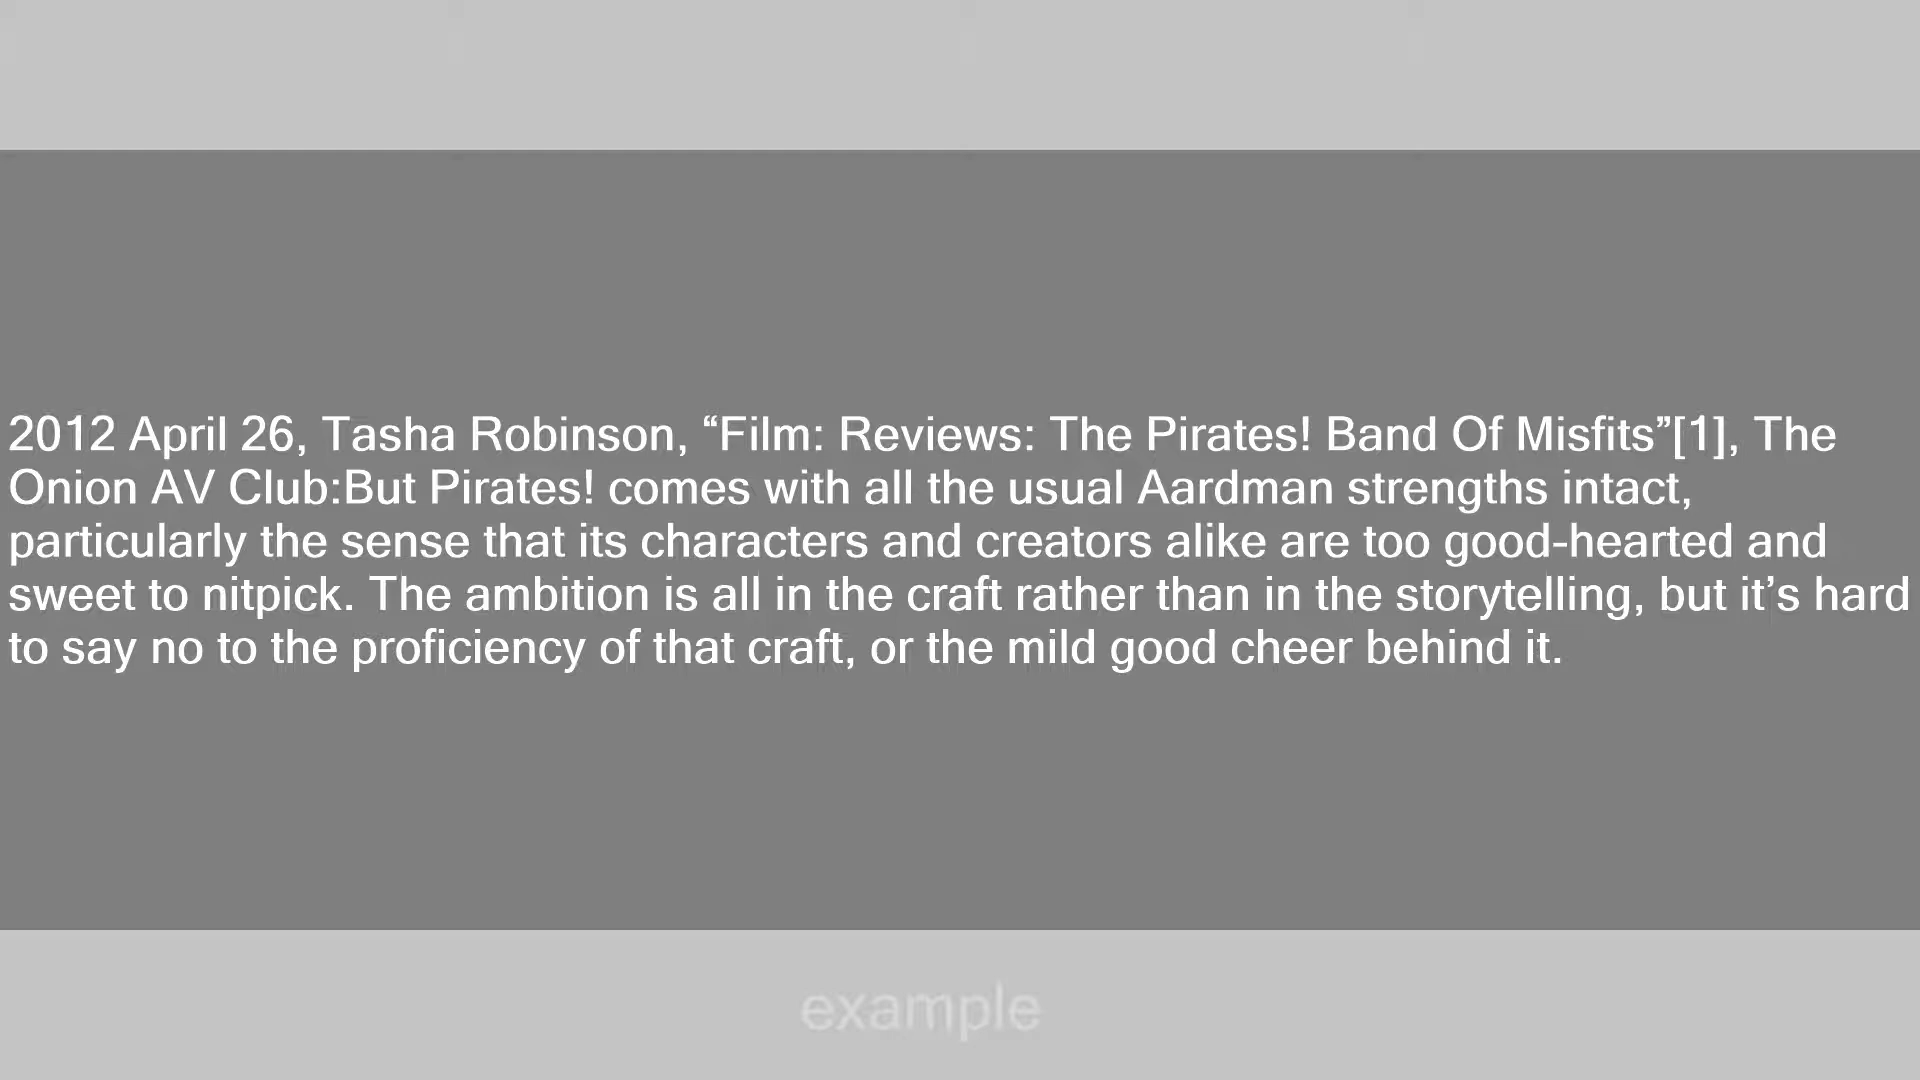 2012 April 26, Tasha Robinson, “Film: Reviews: The Pirates! Band Of Misfits”[1], The
Onion AV Club:But Pirates! comes with all the usual Aardman strengths intact,
particularly the sense that its characters and creators alike are too good-hearted and
sweet to nitpick. The ambition is all in the craft rather than in the storytelling, but it’s hard
to say no to the proficiency of that craft, or the mild good cheer behind it.
example